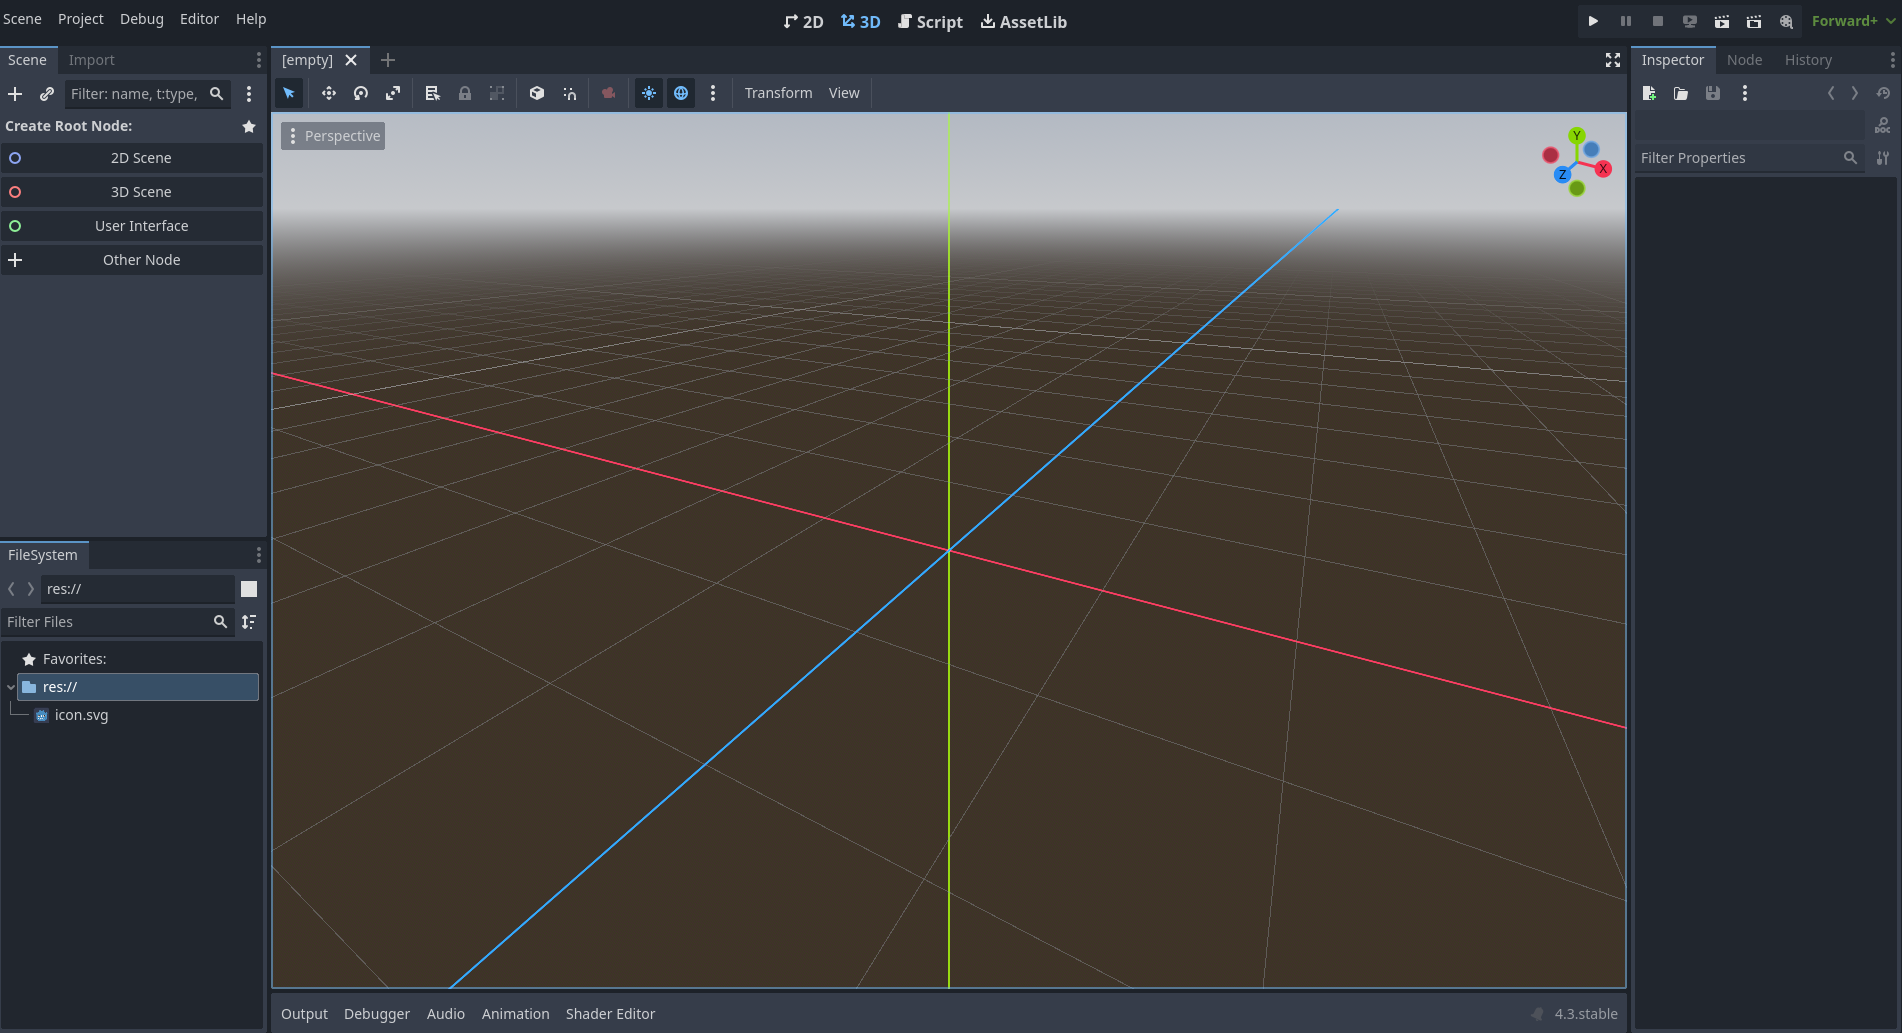 Scene Project Debug Editor Help
2D 3D Script AssetLib
Forward+
Scene Import
Filter: name, t:type,
Create Root Node:
2D Scene
3D Scene
User Interface
Other Node
FileSystem
res://
Filter Files
Favorites:
res://
icon.svg
[empty]
Transform View
Perspective
Y
X
Z
Output Debugger Audio Animation Shader Editor
4.3.stable
Inspector Node History
DOC
Filter Properties